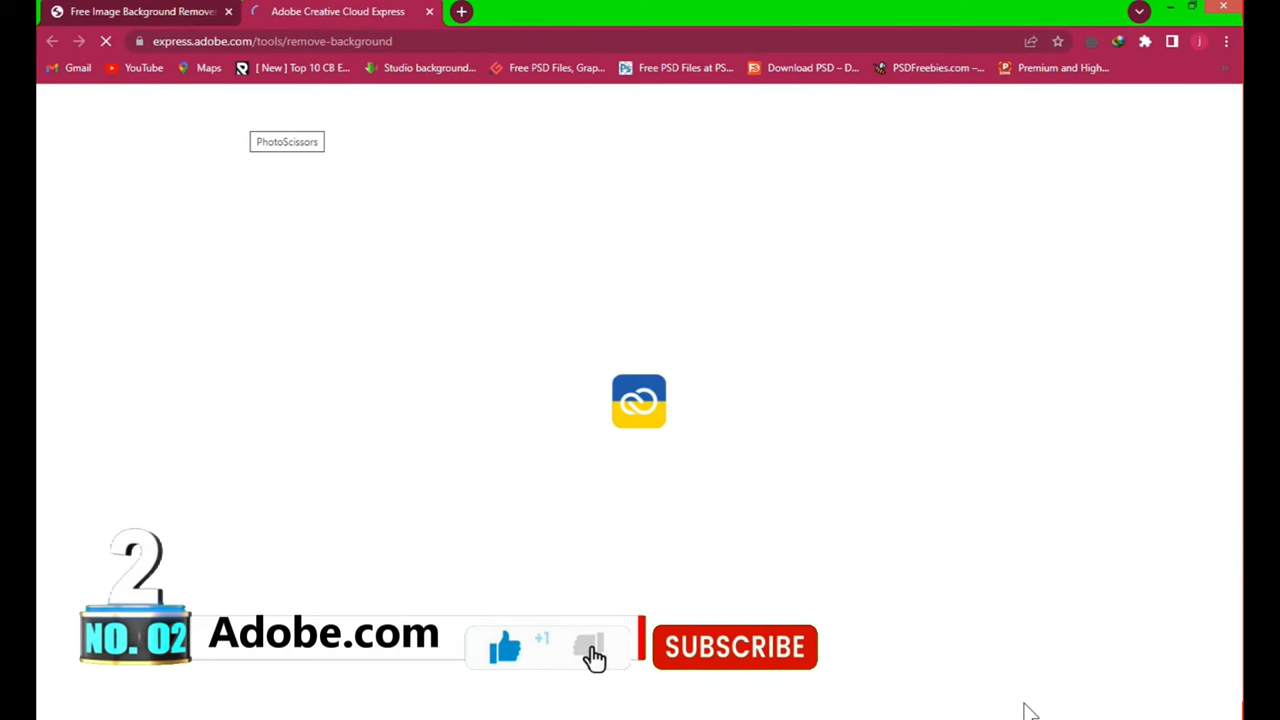 Free Image Background Remove
Adobe Creative Cloud Express
express.adobe.com/tools/remove-background
j
Gmail
YouTube
Maps
[ New ] Top 10 CB E...
Studio background...
Free PSD Files, Grap...
Free PSD Files at PS...
Download PSD – D...
PSDFreebies.com –...
Premium and High...
PhotoScissors
2
NO. 02
Adobe.com
+1
SUBSCRIBE